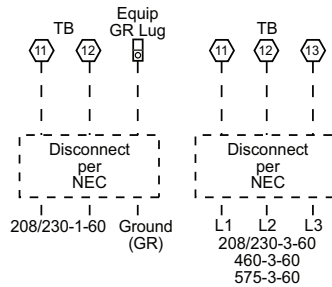 Equip
TB GR Lug
11 12
Disconnect
per
NEC
208/230-1-60 Ground
(GR)
TB
11 12 13
Disconnect
per
NEC
L1 L2 L3
208/230-3-60
460-3-60
575-3-60